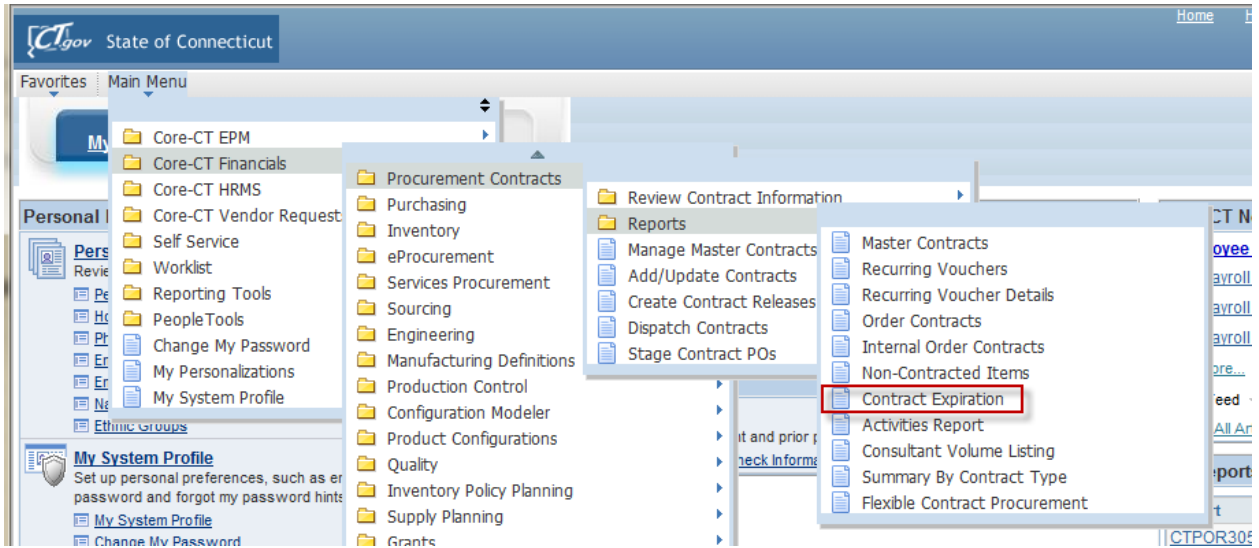 Home
CTgov State of Connecticut
Favorites Main Menu
Core-CT EPM
Core-CT Financials
Core-CT HRMS
Core-CT Vendor Request
Self Service
Worklist
Reporting Tools
PeopleTools
Change My Password
My Personalizations
My System Profile
Procurement Contracts
Purchasing
Inventory
eProcurement
Services Procurement
Sourcing
Engineering
Manufacturing Definitions
Production Control
Configuration Modeler
Product Configurations
Quality
Inventory Policy Planning
Supply Planning
Grants
Review Contract Information
Reports
Manage Master Contracts
Add/Update Contracts
Create Contract Releases
Dispatch Contracts
Stage Contract POs
Master Contracts
Recurring Vouchers
Recurring Voucher Details
Order Contracts
Internal Order Contracts
Non-Contracted Items
Contract Expiration
Activities Report
Consultant Volume Listing
Summary By Contract Type
Flexible Contract Procurement
Personal
Ethnic Groups
My System Profile
Set up personal preferences, such as
password and forgot my password hints
My System Profile
Change My Password
and prior
CTPOR305